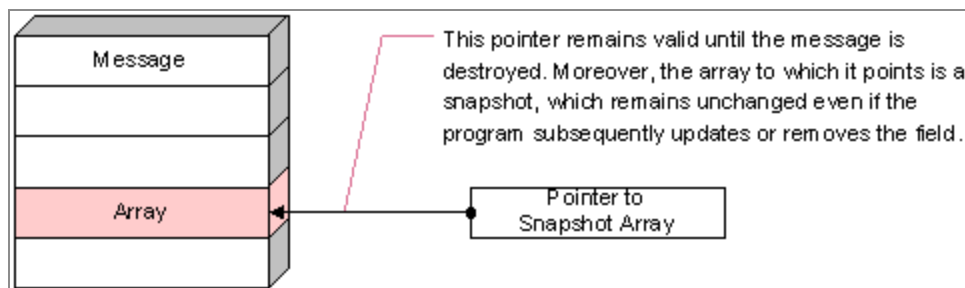 Message
This pointer remains valid until the message is
destroyed. Moreover, the array to which it points is a
snapshot, which remains unchanged even if the
program subsequently updates or removes the field.
Array
Pointer to
Snapshot Array